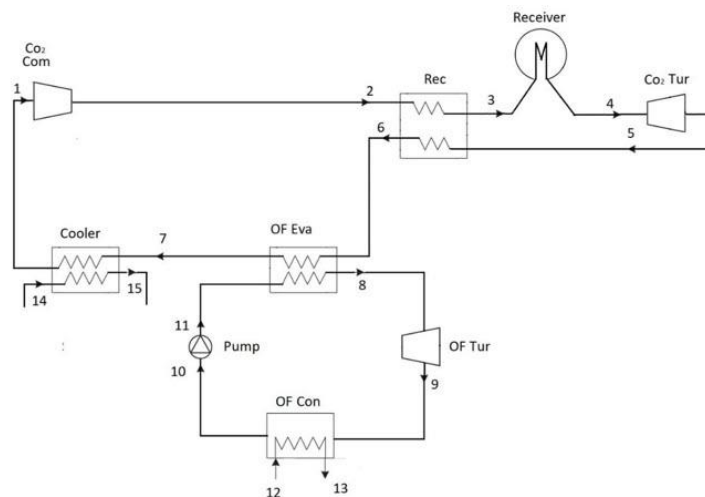 Receiver
Co₂
Com
1
2
Rec
3
4
Co₂ Tur
6
5
Cooler
7
OF Eva
8
14
15
11
Pump
10
OF Tur
9
OF Con
12
13